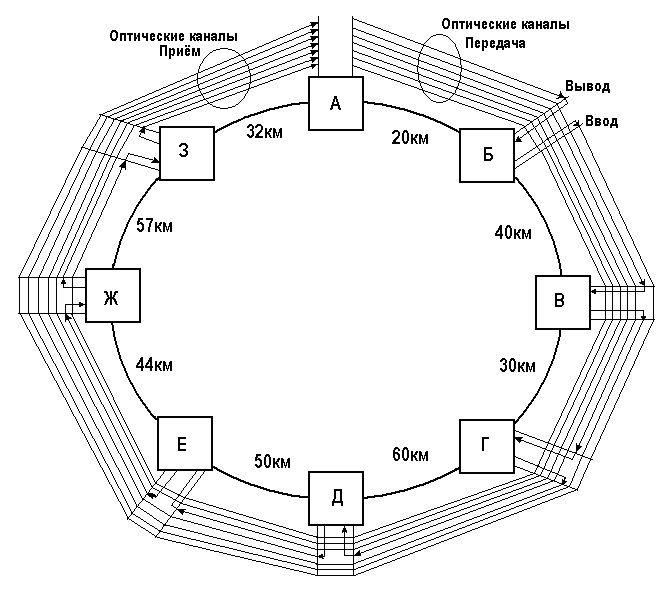 Оптические каналы
Приём
Оптические каналы
Передача
Вывод
Ввод
А
32км
20км
З
Б
57км
40км
Ж
В
44км
30км
Е
Г
50км
60км
Д